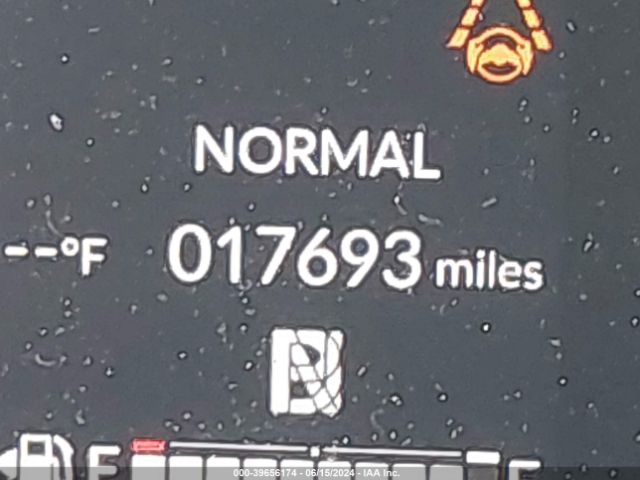 NORMAL
--°F 017693 miles
E F
000-39656174 - 06/15/2024 - IAA Inc.